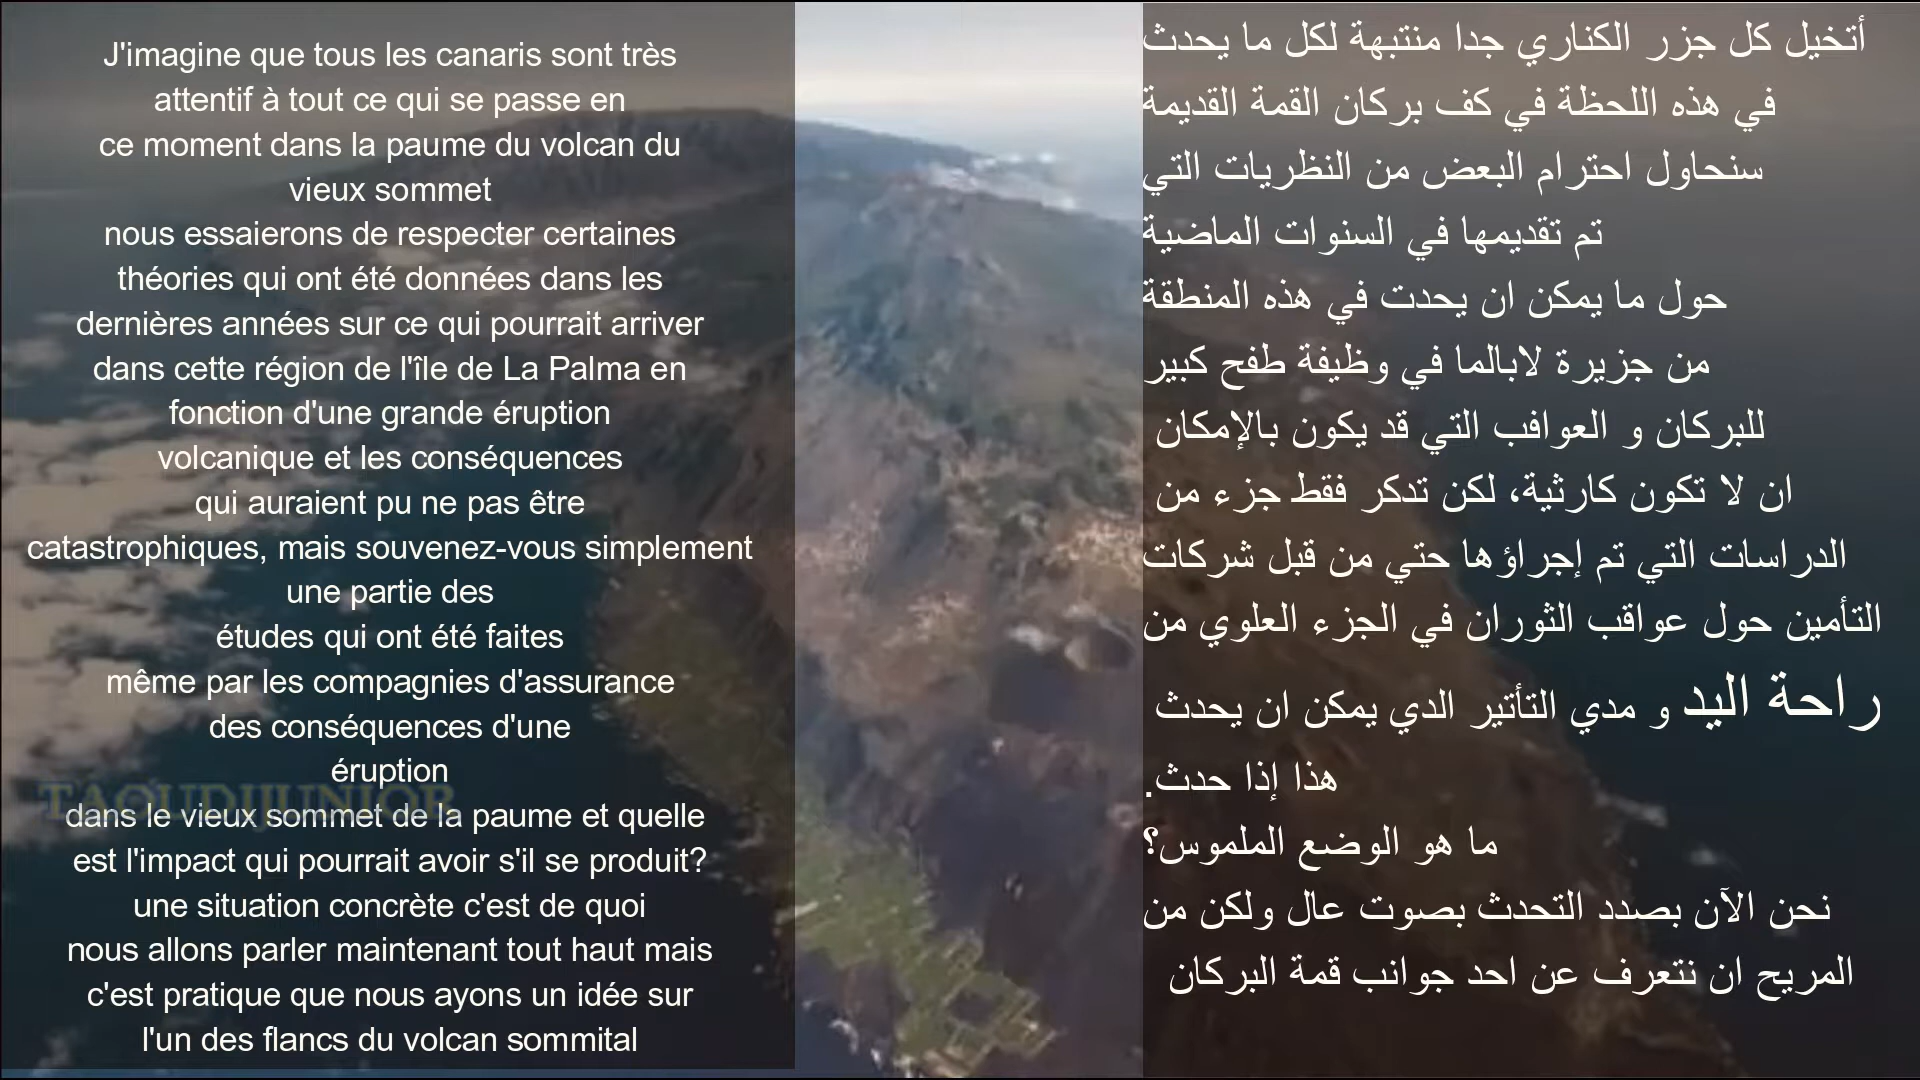 J'imagine que tous les canaris sont très
attentif à tout ce qui se passe en
ce moment dans la paume du volcan du
vieux sommet
nous essaierons de respecter certaines
théories qui ont été données dans les
dernières années sur ce qui pourrait arriver
dans cette région de l'île de La Palma en
fonction d'une grande éruption
volcanique et les conséquences
qui auraient pu ne pas être
catastrophiques, mais souvenez-vous simplement
une partie des
études qui ont été faites
même par les compagnies d'assurance
des conséquences d'une
éruption
dans le vieux sommet de la paume et quelle
est l'impact qui pourrait avoir s'il se produit?
une situation concrète c'est de quoi
nous allons parler maintenant tout haut mais
c'est pratique que nous ayons un idée sur
l'un des flancs du volcan sommital
TAOUDIJUNIOR
أتخيل كل جزر الكناري جدا منتبهة لكل ما يحدث
في هذه اللحظة في كف بركان القمة القديمة
سنحاول احترام البعض من النظريات التي
تم تقديمها في السنوات الماضية
حول ما يمكن ان يحدت في هذه المنطقة
من جزيرة لابالما في وظيفة طفح كبير
للبركان و العوافب التي قد يكون بالإمكان
ان لا تكون كارثية، لكن تدكر فقط جزء من
الدراسات التي تم إجراؤها حتي من قبل شركات
التأمين حول عواقب الثوران في الجزء العلوي من
راحة اليد و مدي التأتير الدي يمكن ان يحدث
هذا إذا حدث.
ما هو الوضع الملموس؟
نحن الآن بصدد التحدث بصوت عال ولكن من
المريح ان نتعرف عن احد جوانب قمة البركان